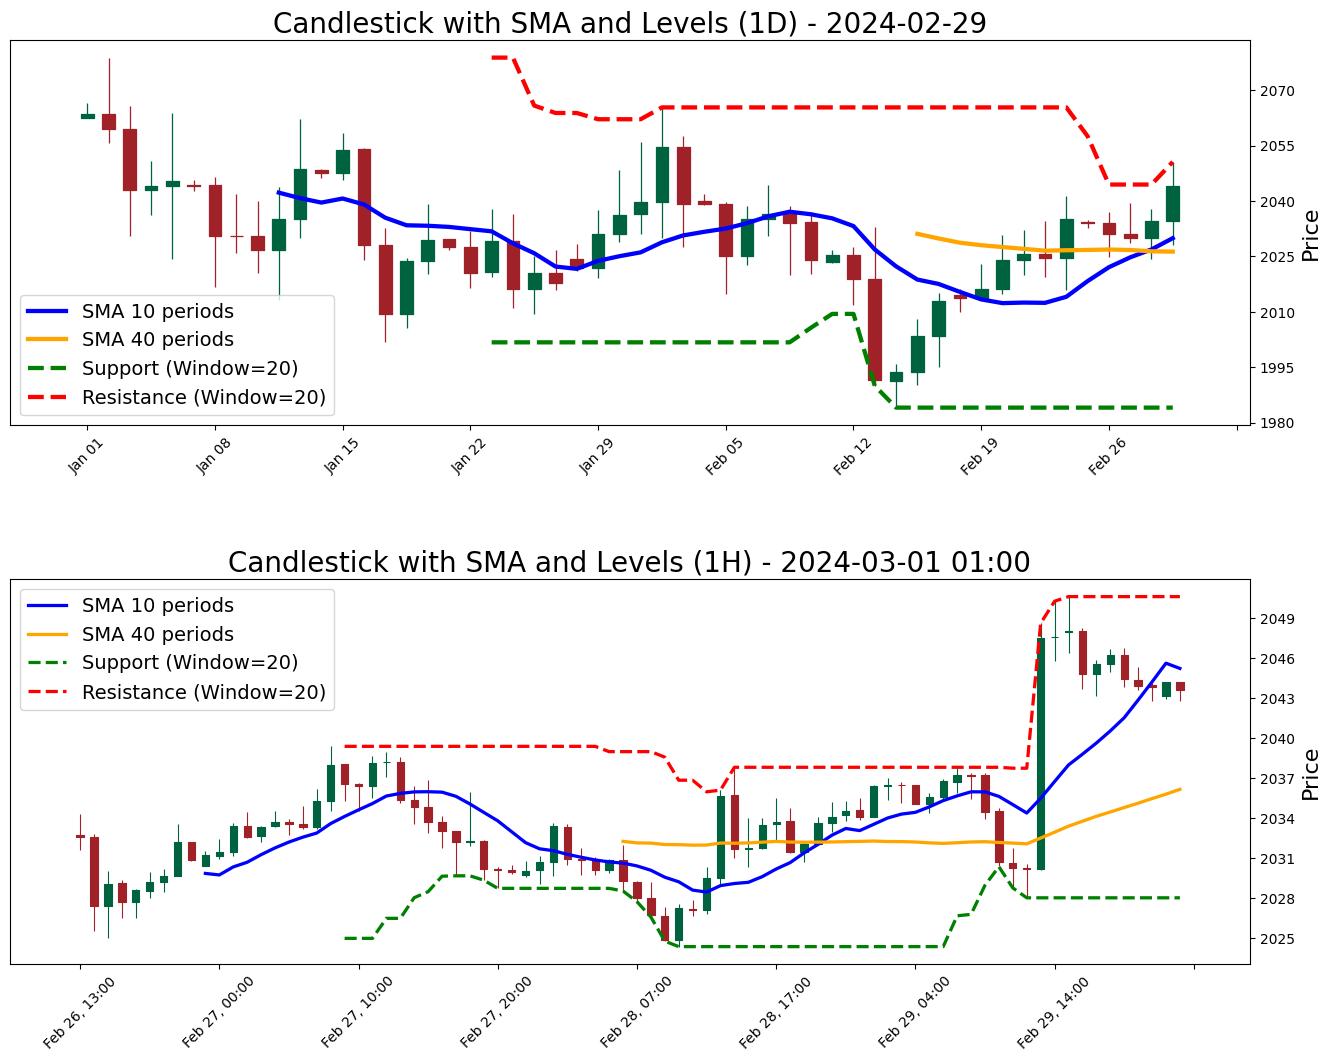 Candlestick with SMA and Levels (1D) - 2024-02-29
2070
2055
2040
2025
2010
1995
1980
Price
SMA 10 periods
SMA 40 periods
Support (Window=20)
Resistance (Window=20)
Jan 01
Jan 08
Jan 15
Jan 22
Jan 29
Feb 05
Feb 12
Feb 19
Feb 26
Candlestick with SMA and Levels (1H) - 2024-03-01 01:00
SMA 10 periods
SMA 40 periods
Support (Window=20)
Resistance (Window=20)
2049
2046
2043
2040
2037
2034
2031
2028
2025
Price
Feb 26, 13:00
Feb 27, 00:00
Feb 27, 10:00
Feb 27, 20:00
Feb 28, 07:00
Feb 28, 17:00
Feb 29, 04:00
Feb 29, 14:00